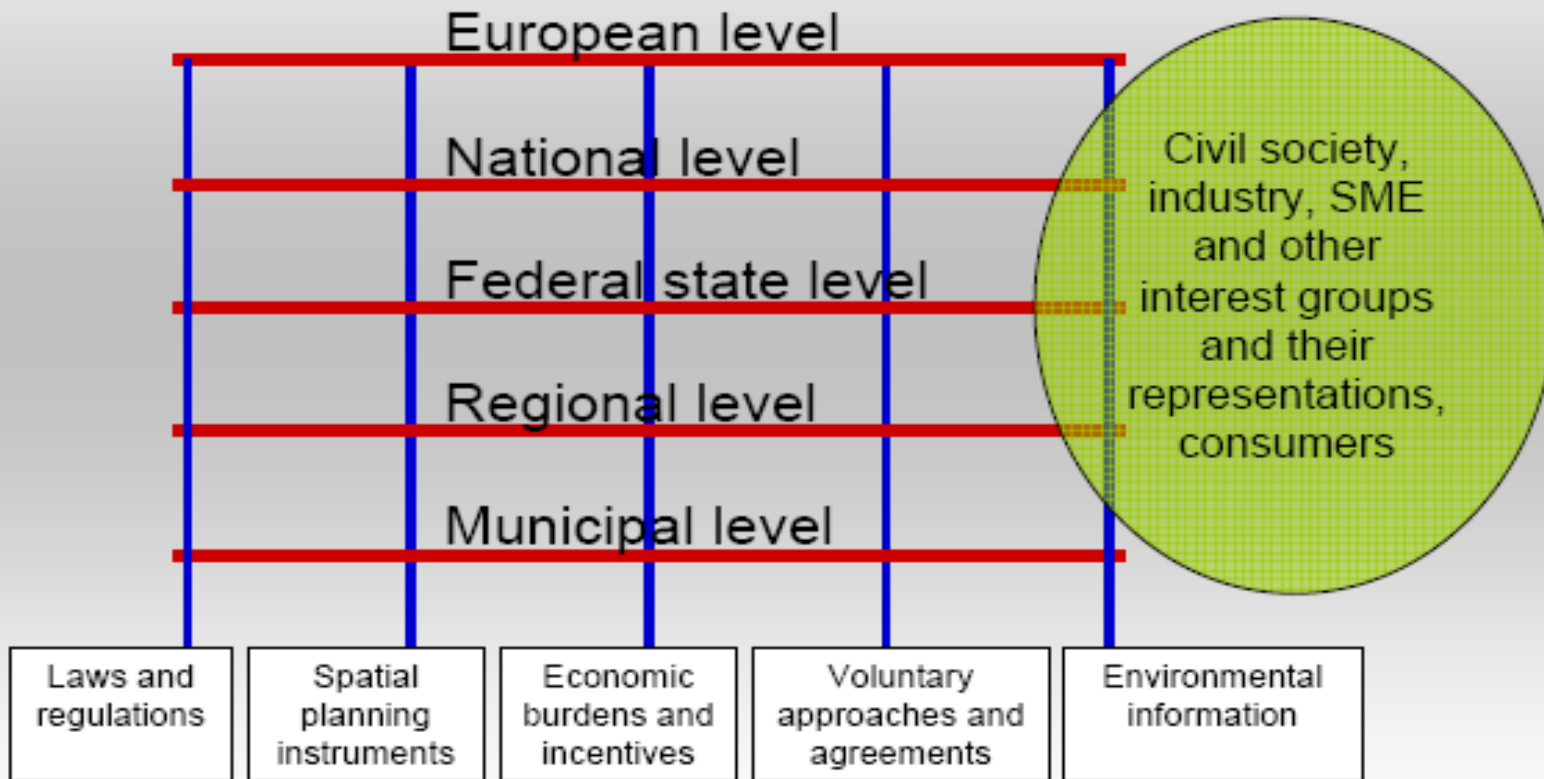 European level
National level
Federal state level
Regional level
Municipal level
Civil society,
industry, SME
and other
interest groups
and their
representations,
consumers
Laws and
regulations
Spatial
planning
instruments
Economic
burdens and
incentives
Voluntary
approaches and
agreements
Environmental
information